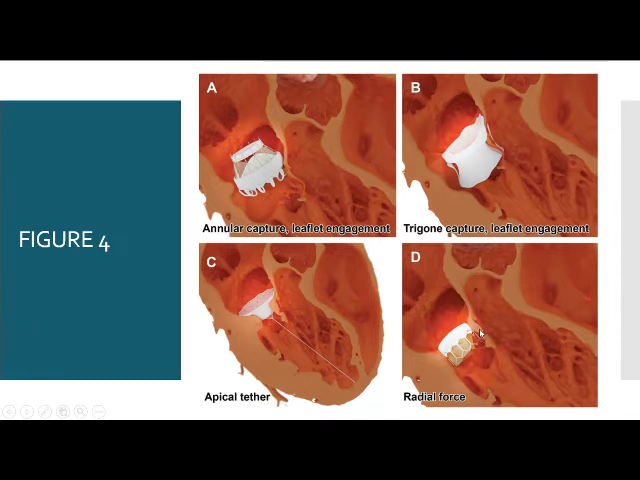 FIGURE 4
A
Annular capture, leaflet engagement
B
Trigone capture, leaflet engagement
C
Apical tether
D
Radial force